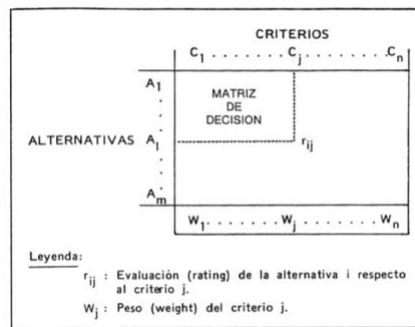 CRITERIOS
C1 . . . . . . . Cj . . . . . . . Cn
A1
MATRIZ
DE
DECISION
ALTERNATIVAS Ai rij
Am
W1 . . . . . . . Wj . . . . . . . Wn
Leyenda:
rij : Evaluación (rating) de la alternativa i respecto
al criterio j.
Wj : Peso (weight) del criterio j.